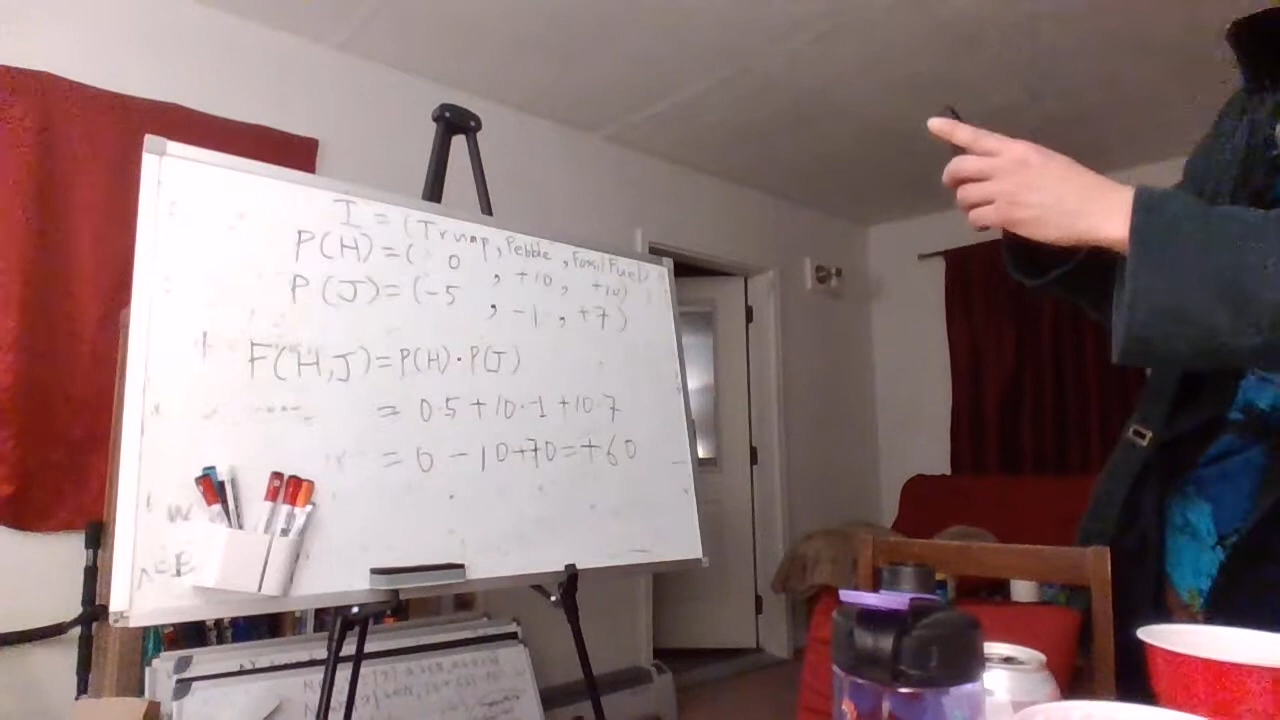 I = (Trump, Pebble, Fossil Fuel)
P(H)=( 0 , +10, +10)
P(J)=(-5 , -1, +7)
F(H,J)=P(H)·P(J)
= 0·5+10·-1+10·7
= 0-10+70=+60